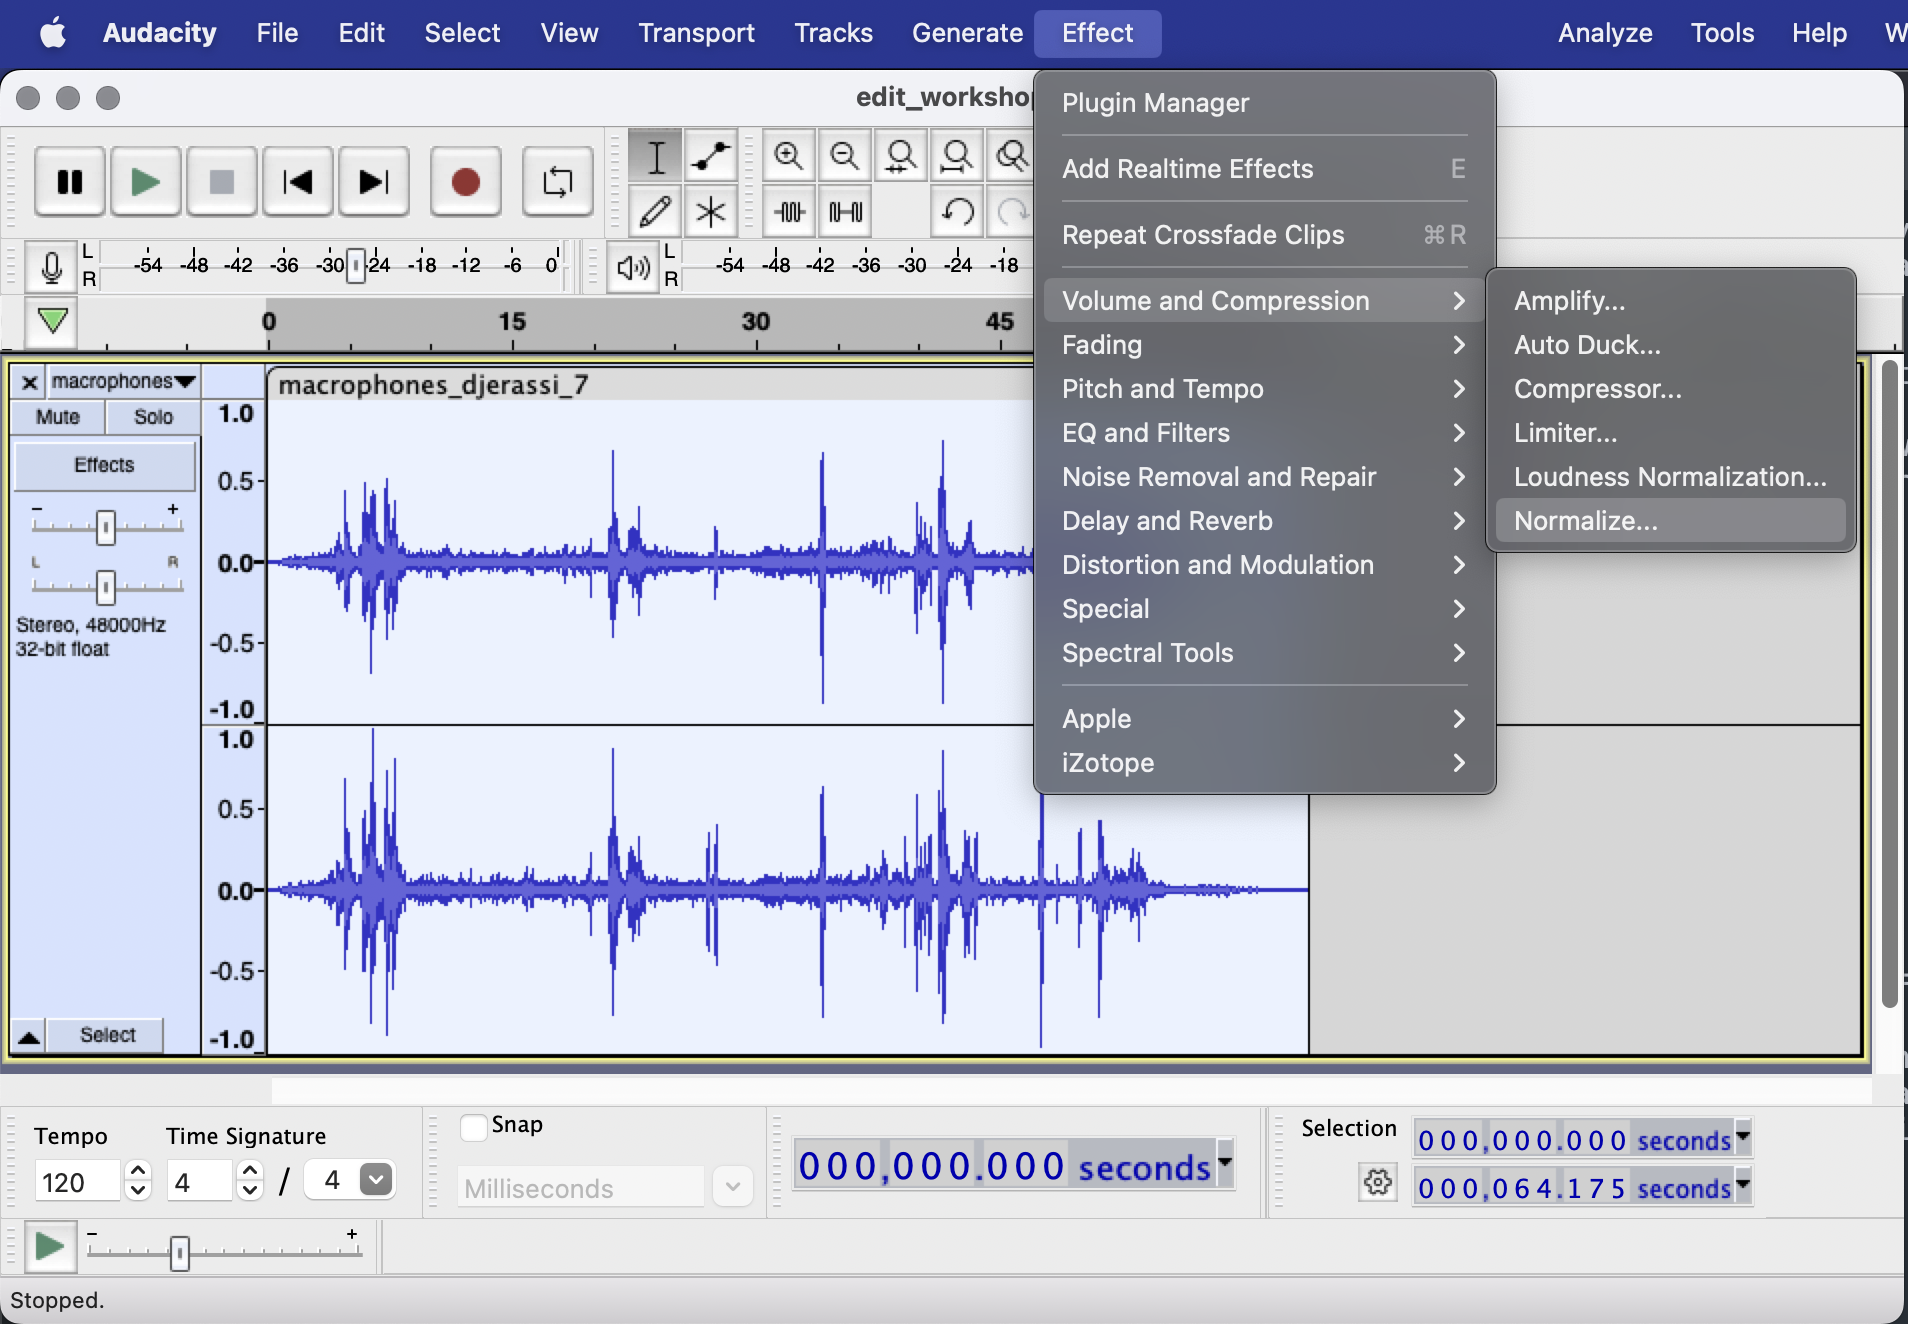 Audacity File Edit Select View Transport Tracks Generate Effect Analyze Tools Help W
edit_workshop
Plugin Manager
Add Realtime Effects E
Repeat Crossfade Clips ⌘R
Volume and Compression
Fading
Pitch and Tempo
EQ and Filters
Noise Removal and Repair
Delay and Reverb
Distortion and Modulation
Special
Spectral Tools
Apple
iZotope
Amplify...
Auto Duck...
Compressor...
Limiter...
Loudness Normalization...
Normalize...
L
R
-54 -48 -42 -36 -30 -24 -18 -12 -6 0
L
R
-54 -48 -42 -36 -30 -24 -18
0 15 30 45
macrophones
Mute Solo
Effects
- +
L R
Stereo, 48000Hz
32-bit float
Select
macrophones_djerassi_7
1.0
0.5
0.0
-0.5
-1.0
1.0
0.5
0.0
-0.5
-1.0
Tempo
120
Time Signature
4 / 4
Snap
Milliseconds
000,000.000 seconds
Selection
000,000.000 seconds
000,064.175 seconds
- +
Stopped.